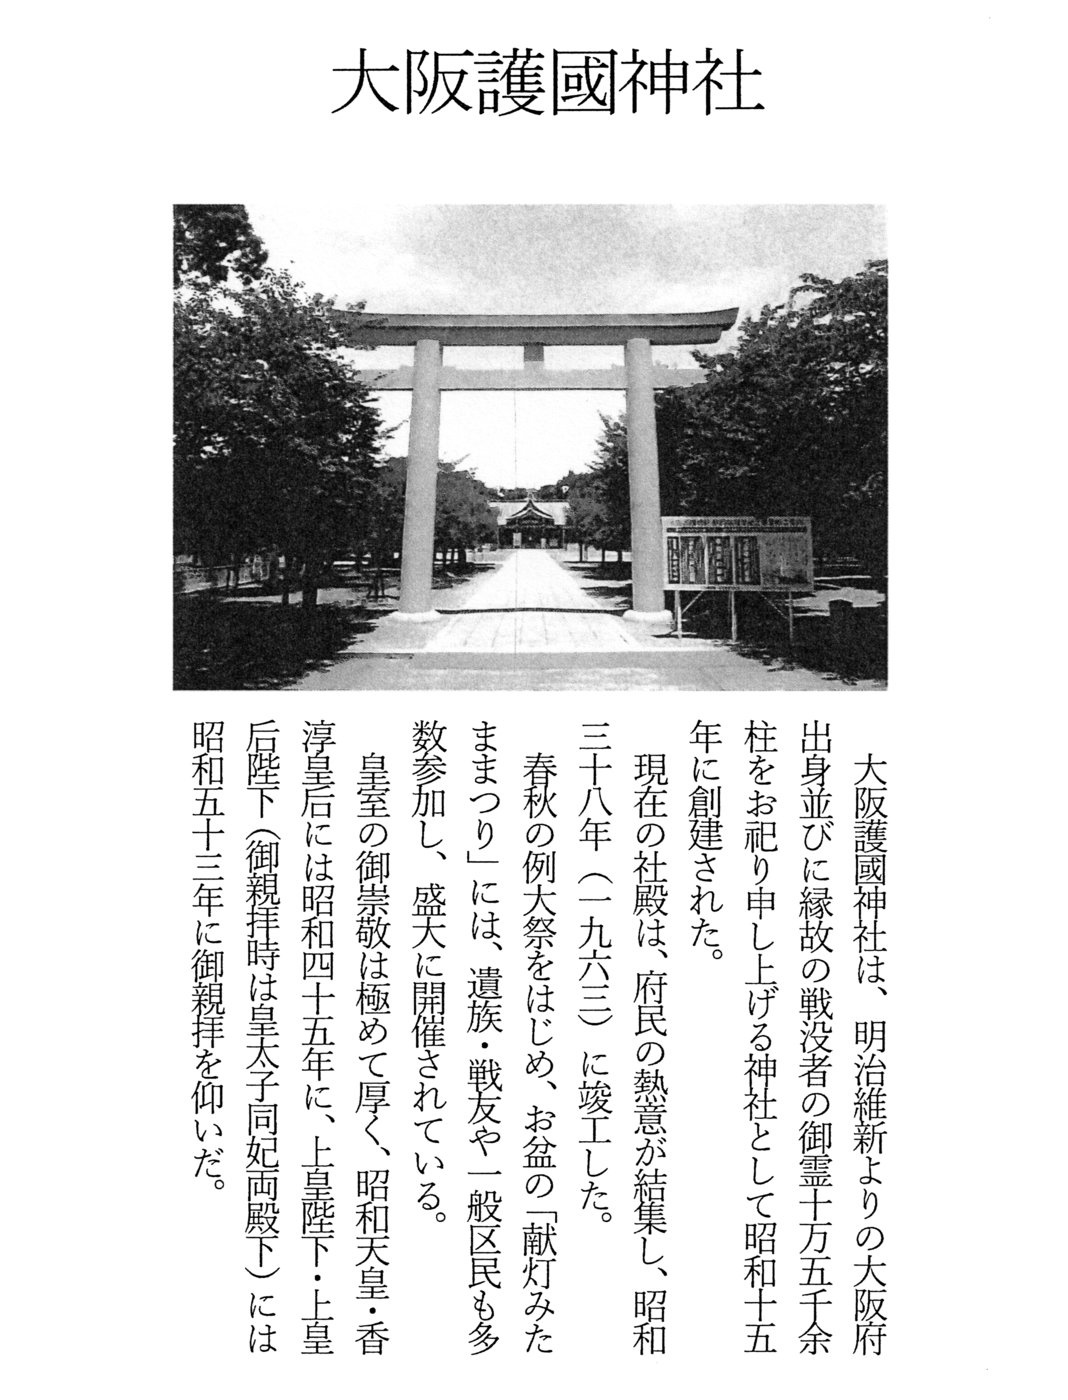 大阪護國神社
大阪護國神社は、明治維新よりの大阪府
出身並びに縁故の戦没者の御霊十万五千余
柱をお祀り申し上げる神社として昭和十五
年に創建された。
現在の社殿は、府民の熱意が結集し、昭和
三十八年（一九六三）に竣工した。
春秋の例大祭をはじめ、お盆の「献灯みた
ままつり」には、遺族・戦友や一般区民も多
数参加し、盛大に開催されている。
皇室の御崇敬は極めて厚く、昭和天皇・香
淳皇后には昭和四十五年に、上皇陛下・上皇
后陛下（御親拝時は皇太子同妃両殿下）には
昭和五十三年に御親拝を仰いだ。